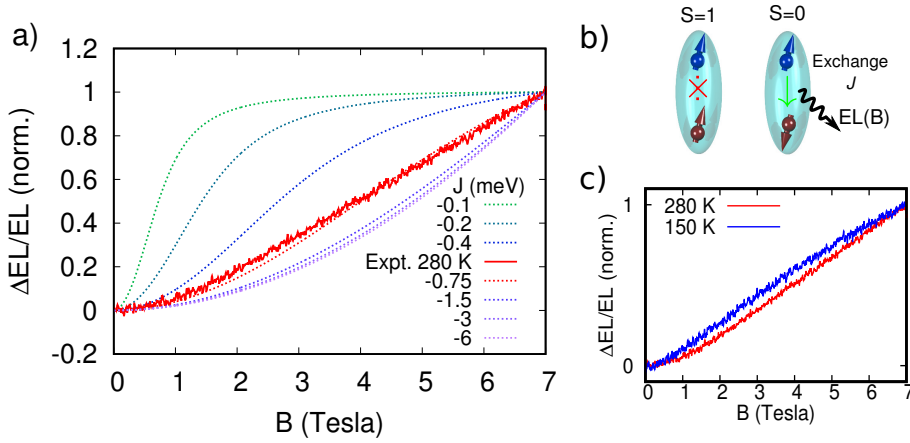 a)
ΔEL/EL (norm.)
1.2
1
0.8
0.6
0.4
0.2
0
-0.2
J (meV)
-0.1
-0.2
-0.4
Expt. 280 K
-0.75
-1.5
-3
-6
0 1 2 3 4 5 6 7
B (Tesla)
b)
S=1 S=0
Exchange
J
EL(B)
c)
ΔEL/EL (norm.)
1
0
280 K
150 K
0 1 2 3 4 5 6 7
B (Tesla)